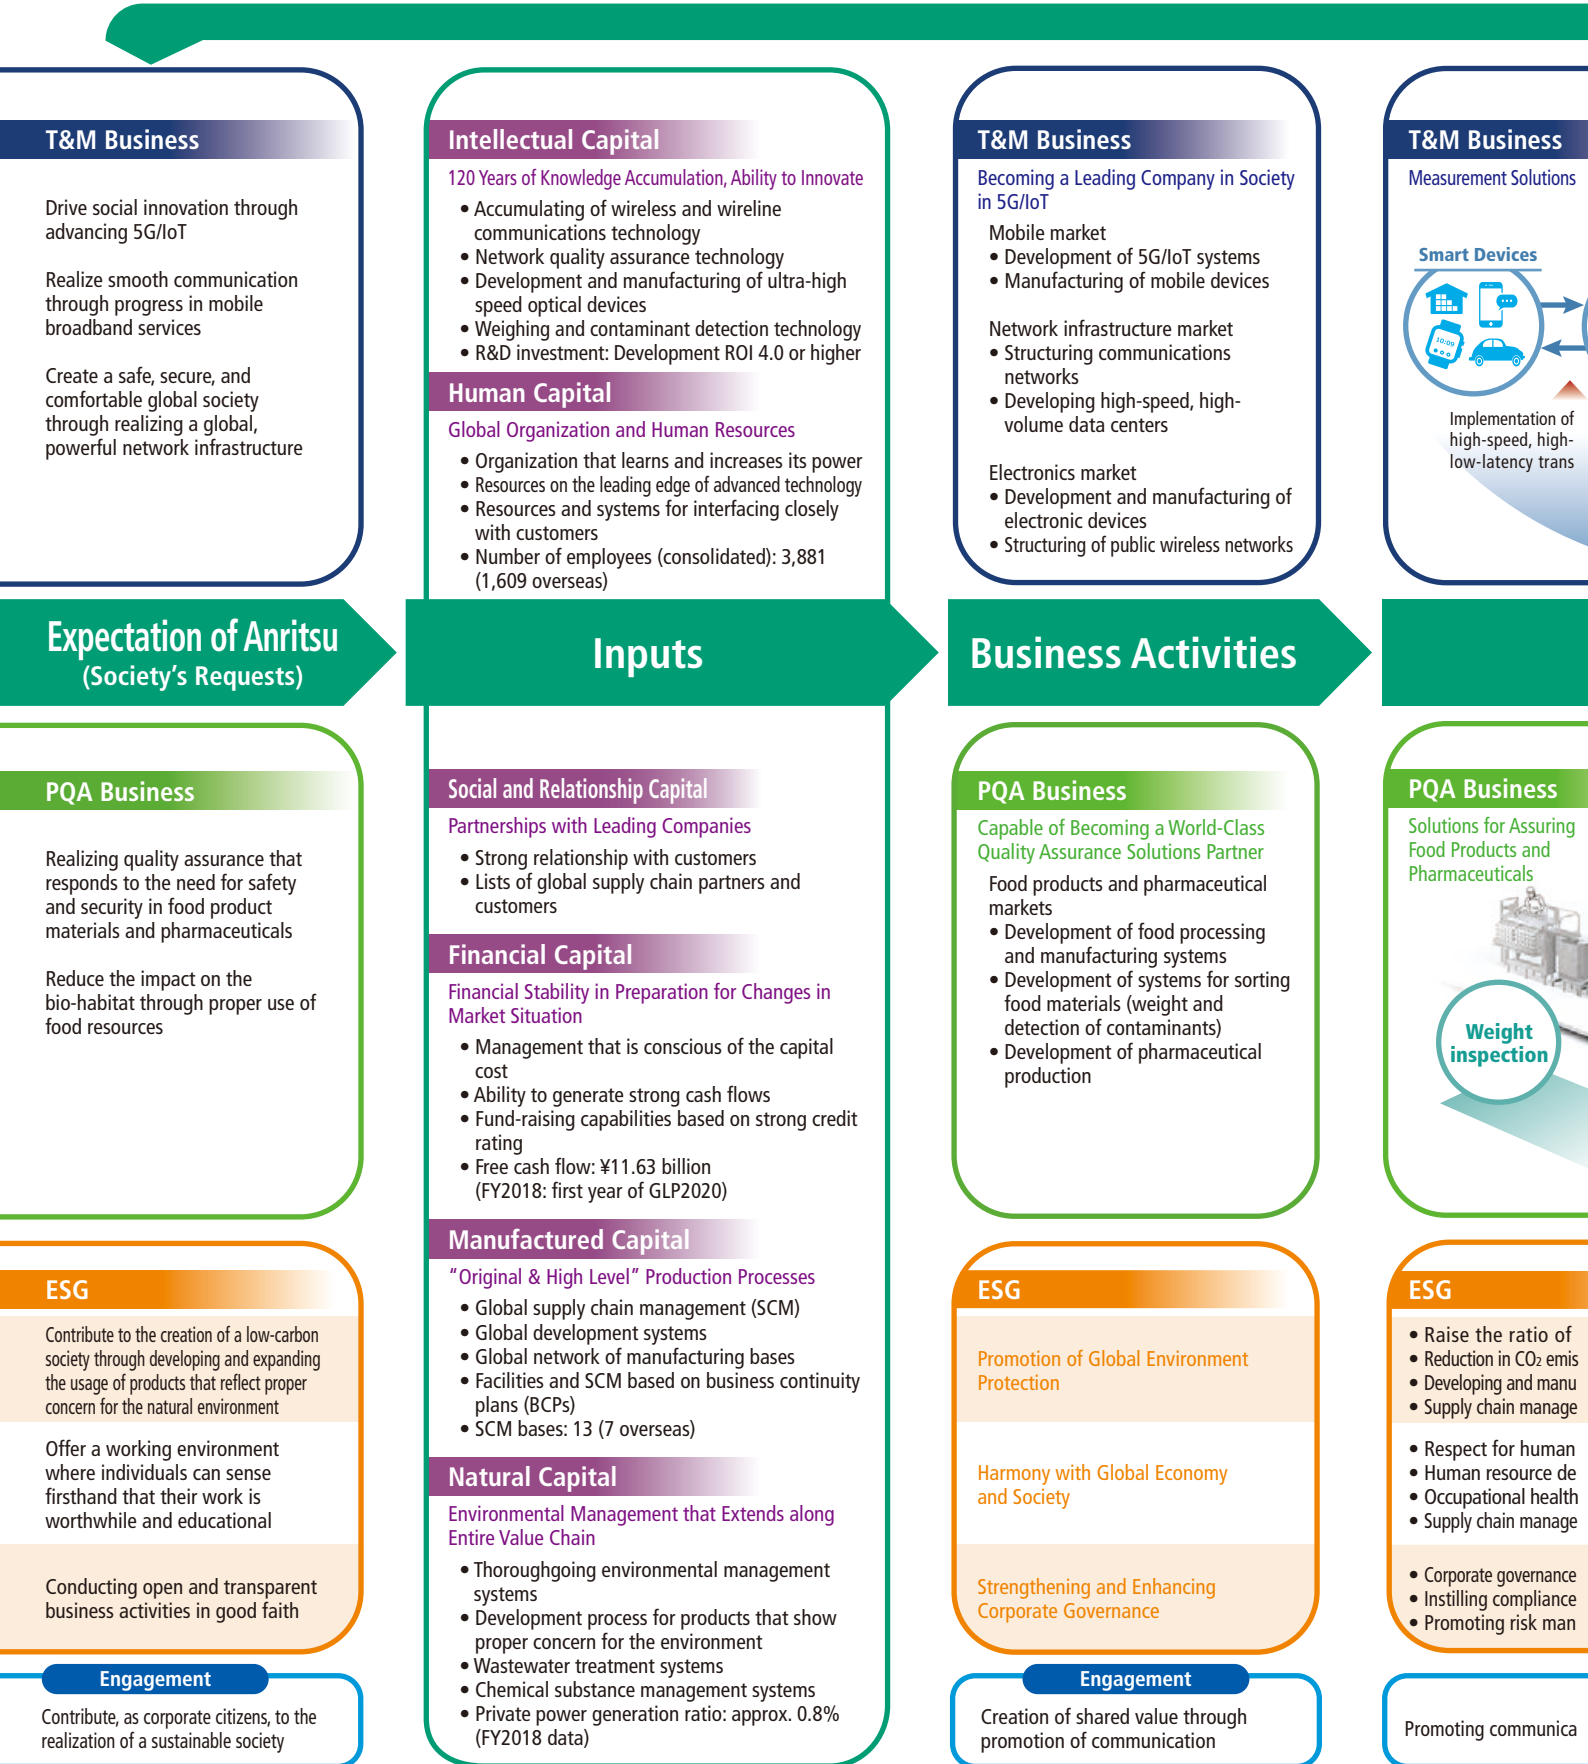 T&M Business
Drive social innovation through
advancing 5G/IoT
Realize smooth communication
through progress in mobile
broadband services
Create a safe, secure, and
comfortable global society
through realizing a global,
powerful network infrastructure
Expectation of Anritsu
(Society's Requests)
PQA Business
Realizing quality assurance that
responds to the need for safety
and security in food product
materials and pharmaceuticals
Reduce the impact on the
bio-habitat through proper use of
food resources
ESG
Contribute to the creation of a low-carbon
society through developing and expanding
the usage of products that reflect proper
concern for the natural environment
Offer a working environment
where individuals can sense
firsthand that their work is
worthwhile and educational
Conducting open and transparent
business activities in good faith
Engagement
Contribute, as corporate citizens, to the
realization of a sustainable society
Intellectual Capital
120 Years of Knowledge Accumulation, Ability to Innovate
• Accumulating of wireless and wireline
communications technology
• Network quality assurance technology
• Development and manufacturing of ultra-high
speed optical devices
• Weighing and contaminant detection technology
• R&D investment: Development ROI 4.0 or higher
Human Capital
Global Organization and Human Resources
• Organization that learns and increases its power
• Resources on the leading edge of advanced technology
• Resources and systems for interfacing closely
with customers
• Number of employees (consolidated): 3,881
(1,609 overseas)
Inputs
Social and Relationship Capital
Partnerships with Leading Companies
• Strong relationship with customers
• Lists of global supply chain partners and
customers
Financial Capital
Financial Stability in Preparation for Changes in
Market Situation
• Management that is conscious of the capital
cost
• Ability to generate strong cash flows
• Fund-raising capabilities based on strong credit
rating
• Free cash flow: ¥11.63 billion
(FY2018: first year of GLP2020)
Manufactured Capital
"Original & High Level" Production Processes
• Global supply chain management (SCM)
• Global development systems
• Global network of manufacturing bases
• Facilities and SCM based on business continuity
plans (BCPs)
• SCM bases: 13 (7 overseas)
Natural Capital
Environmental Management that Extends along
Entire Value Chain
• Thoroughgoing environmental management
systems
• Development process for products that show
proper concern for the environment
• Wastewater treatment systems
• Chemical substance management systems
• Private power generation ratio: approx. 0.8%
(FY2018 data)
T&M Business
Becoming a Leading Company in Society
in 5G/IoT
Mobile market
• Development of 5G/IoT systems
• Manufacturing of mobile devices
Network infrastructure market
• Structuring communications
networks
• Developing high-speed, high-
volume data centers
Electronics market
• Development and manufacturing of
electronic devices
• Structuring of public wireless networks
Business Activities
PQA Business
Capable of Becoming a World-Class
Quality Assurance Solutions Partner
Food products and pharmaceutical
markets
• Development of food processing
and manufacturing systems
• Development of systems for sorting
food materials (weight and
detection of contaminants)
• Development of pharmaceutical
production
ESG
Promotion of Global Environment
Protection
Harmony with Global Economy
and Society
Strengthening and Enhancing
Corporate Governance
Engagement
Creation of shared value through
promotion of communication
T&M Business
Measurement Solutions
Smart Devices
10:09
Implementation of
high-speed, high-
low-latency trans
PQA Business
Solutions for Assuring
Food Products and
Pharmaceuticals
Weight
inspection
ESG
• Raise the ratio of
• Reduction in CO2 emis
• Developing and manu
• Supply chain manage
• Respect for human
• Human resource de
• Occupational health
• Supply chain manage
• Corporate governance
• Instilling compliance
• Promoting risk man
Promoting communica